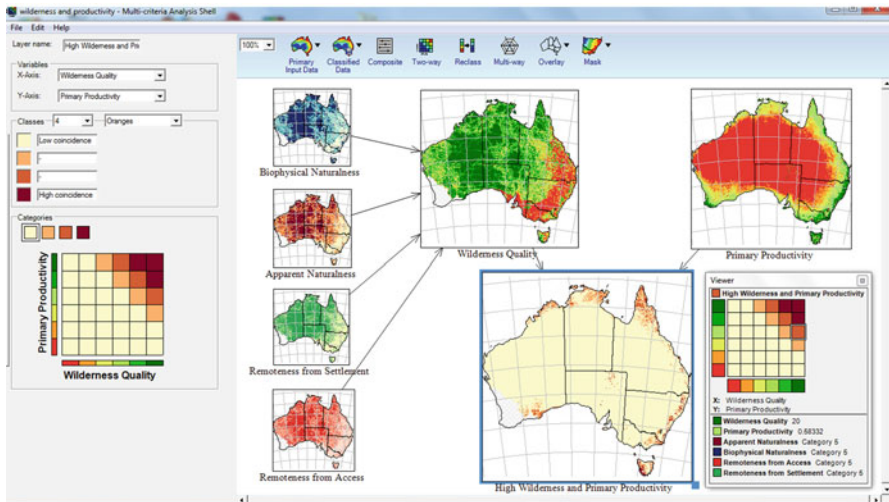 wilderness and productivity - Multi-criteria Analysis Shell
File Edit Help
Layer name: High Wilderness and Pri
Variables
X-Axis: Wilderness Quality
Y-Axis: Primary Productivity
Classes 4 Oranges
Low coincidence
-
-
High coincidence
Categories
Primary Productivity
Wilderness Quality
100%
Primary Input Data
Classified Data
Composite
Two-way
Reclass
Multi-way
Overlay
Mask
Biophysical Naturalness
Apparent Naturalness
Remoteness from Settlement
Remoteness from Access
Wilderness Quality
Primary Productivity
High Wilderness and Primary Productivity
Viewer
High Wilderness and Primary Productivity
X: Wilderness Quality
Y: Primary Productivity
Wilderness Quality 20
Primary Productivity 0.58332
Apparent Naturalness Category 5
Biophysical Naturalness Category 5
Remoteness from Access Category 5
Remoteness from Settlement Category 5